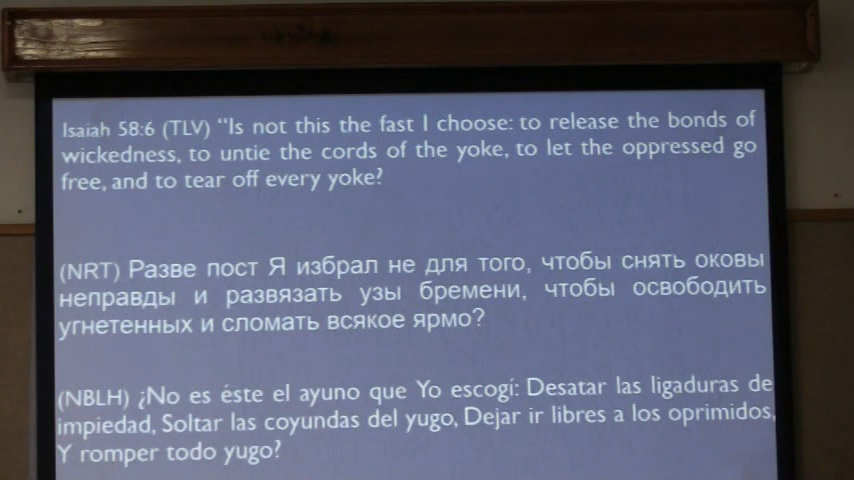 Isaiah 58:6 (TLV) “Is not this the fast I choose: to release the bonds of
wickedness, to untie the cords of the yoke, to let the oppressed go
free, and to tear off every yoke?
(NRT) Разве пост Я избрал не для того, чтобы снять оковы
неправды и развязать узы бремени, чтобы освободить
угнетенных и сломать всякое ярмо?
(NBLH) ¿No es éste el ayuno que Yo escogí: Desatar las ligaduras de
impiedad, Soltar las coyundas del yugo, Dejar ir libres a los oprimidos,
Y romper todo yugo?